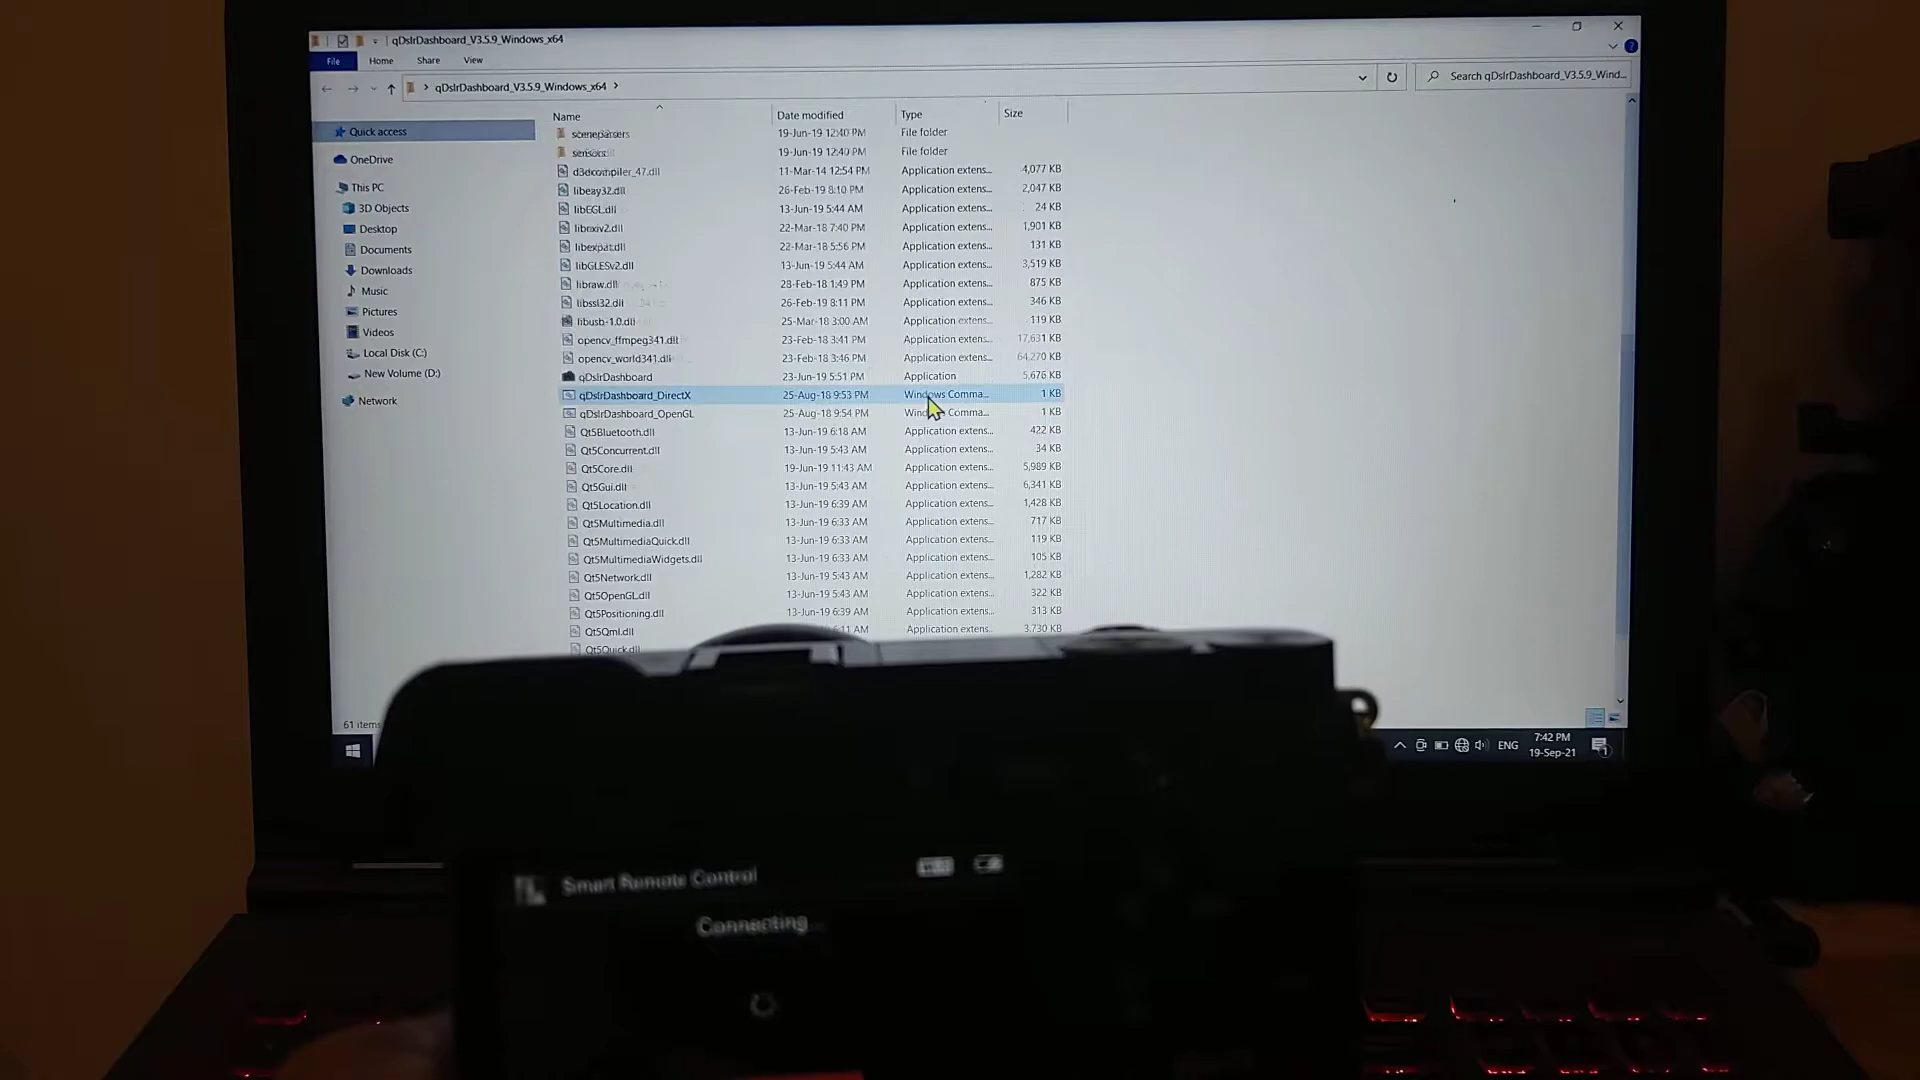 qDslrDashboard_V3.5.9_Windows_x64
File Home Share View
qDslrDashboard_V3.5.9_Windows_x64
Search qDslrDashboard_V3.5.9_Wind...
Name Date modified Type Size
Quick access
OneDrive
This PC
3D Objects
Desktop
Documents
Downloads
Music
Pictures
Videos
Local Disk (C:)
New Volume (D:)
Network
sceneparsers 19-Jun-19 12:40 PM File folder
19-Jun-19 12:40 PM File folder
d3dcompiler_47.dll 11-Mar-14 12:54 PM Application extens... 4,077 KB
libeay32.dll 26-Feb-19 8:10 PM Application extens... 2,047 KB
libEGL.dll 13-Jun-19 5:44 AM Application extens... 24 KB
22-Mar-18 7:40 PM Application extens... 1,901 KB
libexpat.dll 22-Mar-18 5:56 PM Application extens... 131 KB
libGLESv2.dll 13-Jun-19 5:44 AM Application extens... 3,519 KB
libraw.dll 28-Feb-18 1:49 PM Application extens... 875 KB
libssl32.dll 26-Feb-19 8:11 PM Application extens... 346 KB
libusb-1.0.dll 25-Mar-18 3:00 AM Application extens... 119 KB
opencv_ffmpeg341.dll 23-Feb-18 3:41 PM Application extens... 17,631 KB
opencv_world341.dll 23-Feb-18 3:46 PM Application extens... 64,270 KB
qDslrDashboard 23-Jun-19 5:51 PM Application 5,676 KB
qDslrDashboard_DirectX 25-Aug-18 9:53 PM Windows Comma... 1 KB
qDslrDashboard_OpenGL 25-Aug-18 9:54 PM Comma... 1 KB
Qt5Bluetooth.dll 13-Jun-19 6:18 AM Application extens... 422 KB
Qt5Concurrent.dll 13-Jun-19 5:43 AM Application extens... 34 KB
Qt5Core.dll 19-Jun-19 11:43 AM Application extens... 5,989 KB
Qt5Gui.dll 13-Jun-19 5:43 AM Application extens... 6,341 KB
Qt5Location.dll 13-Jun-19 6:39 AM Application extens... 1,428 KB
Qt5Multimedia.dll 13-Jun-19 6:33 AM Application extens... 717 KB
Qt5MultimediaQuick.dll 13-Jun-19 6:33 AM Application extens... 119 KB
Qt5MultimediaWidgets.dll 13-Jun-19 6:33 AM Application extens... 105 KB
Qt5Network.dll 13-Jun-19 5:43 AM Application extens... 1,282 KB
Qt5OpenGL.dll 13-Jun-19 5:43 AM Application extens... 322 KB
Qt5Positioning.dll 13-Jun-19 6:39 AM Application extens... 313 KB
Qt5Qml.dll AM Application extens... 3,730 KB
Qt5Quick.dll
61 items
ENG
7:42 PM
19-Sep-21
Smart Remote Control
Connecting...